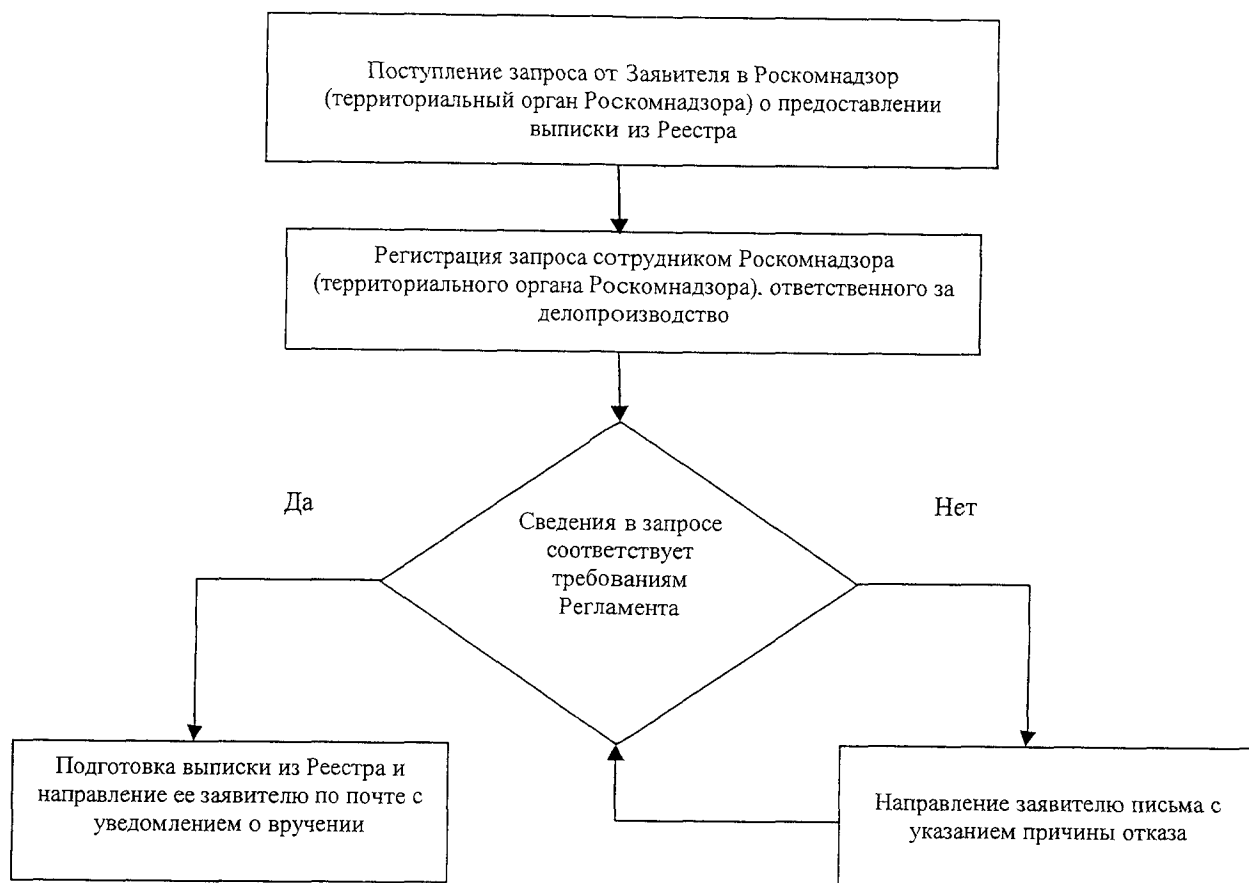 Поступление запроса от Заявителя в Роскомнадзор
(территориальный орган Роскомнадзора) о предоставлении
выписки из Реестра
Регистрация запроса сотрудником Роскомнадзора
(территориального органа Роскомнадзора). ответственного за
делопроизводство
Да
Нет
Сведения в запросе
соответствует
требованиям
Регламента
Подготовка выписки из Реестра и
направление ее заявителю по почте с
уведомлением о вручении
Направление заявителю письма с
указанием причины отказа